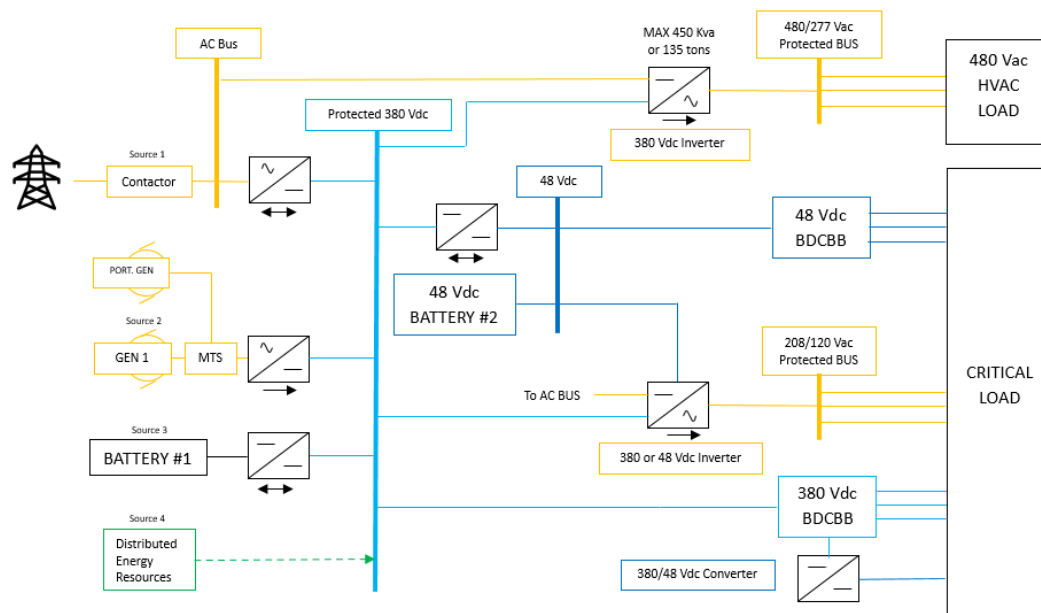 AC Bus
MAX 450 Kva
or 135 tons
480/277 Vac
Protected BUS
480 Vac
HVAC
LOAD
Protected 380 Vdc
380 Vdc Inverter
Source 1
Contactor
48 Vdc
48 Vdc
BDCBB
PORT. GEN
48 Vdc
BATTERY #2
Source 2
GEN 1
MTS
208/120 Vac
Protected BUS
CRITICAL
LOAD
To AC BUS
380 or 48 Vdc Inverter
Source 3
BATTERY #1
380 Vdc
BDCBB
Source 4
Distributed
Energy
Resources
380/48 Vdc Converter